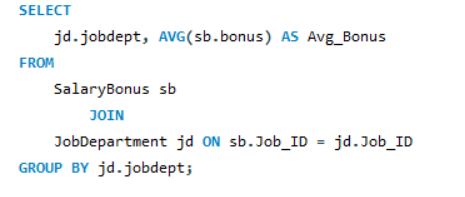 SELECT
    jd.jobdept, AVG(sb.bonus) AS Avg_Bonus
FROM
    SalaryBonus sb
        JOIN
    JobDepartment jd ON sb.Job_ID = jd.Job_ID
GROUP BY jd.jobdept;